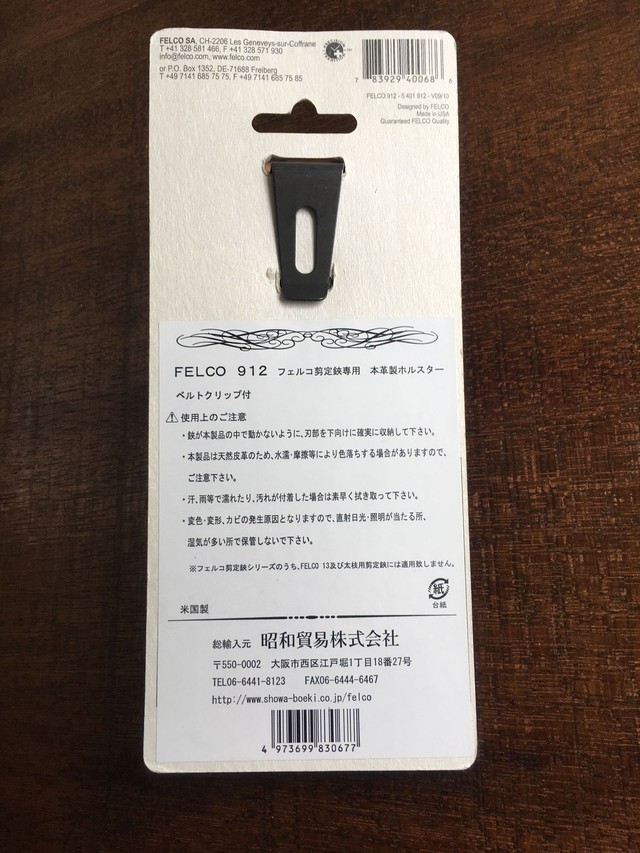 FELCO SA, CH-2206 Les Geneveys-sur-Coffrane
T +41 328 581 466, F +41 328 571 930
info@felco.com, www.felco.com
or P.O. Box 1352, DE-71688 Freiberg
T +49 7141 685 75 75, F +49 7141 685 75 85
7 83929 40068 6
FELCO 912 - 5 401 912 - V09/10
Designed by FELCO
Made in USA
Guaranteed FELCO Quality
FELCO 912 フェルコ剪定鋏専用 本革製ホルスター
ベルトクリップ付
使用上のご注意
・鋏が本製品の中で動かないように、刃部を下向けに確実に収納して下さい。
・本製品は天然皮革のため、水濡・摩擦等により色落ちする場合がありますので、
ご注意下さい。
・汗、雨等で濡れたり、汚れが付着した場合は素早く拭き取って下さい。
・変色・変形、カビの発生原因となりますので、直射日光・照明が当たる所、
湿気が多い所で保管しないで下さい。
※フェルコ剪定鋏シリーズのうち、FELCO 13及び太枝用剪定鋏には適用致しません。
紙
台紙
米国製
総輸入元 昭和貿易株式会社
〒550-0002 大阪市西区江戸堀1丁目18番27号
TEL06-6441-8123 FAX06-6444-6467
http://www.showa-boeki.co.jp/felco
4 973699 830677